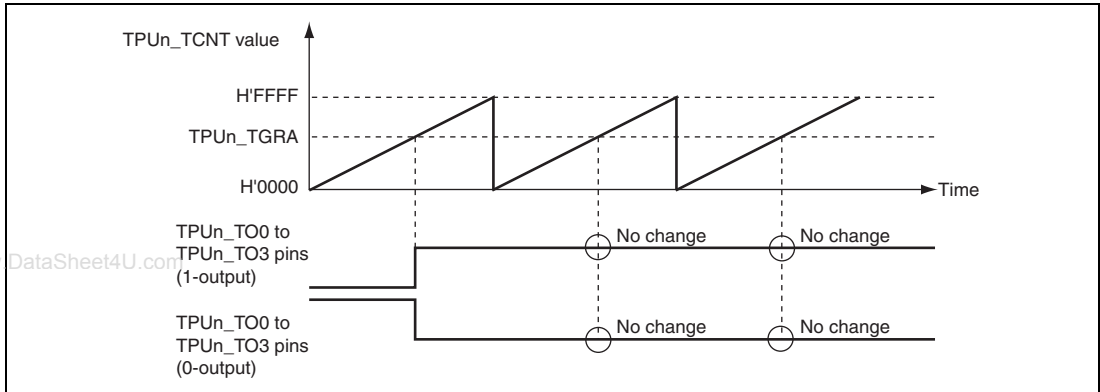 TPUn_TCNT value
H'FFFF
TPUn_TGRA
H'0000
Time
TPUn_TO0 to
TPUn_TO3 pins
(1-output)
No change
No change
DataSheet4U.com
TPUn_TO0 to
TPUn_TO3 pins
(0-output)
No change
No change